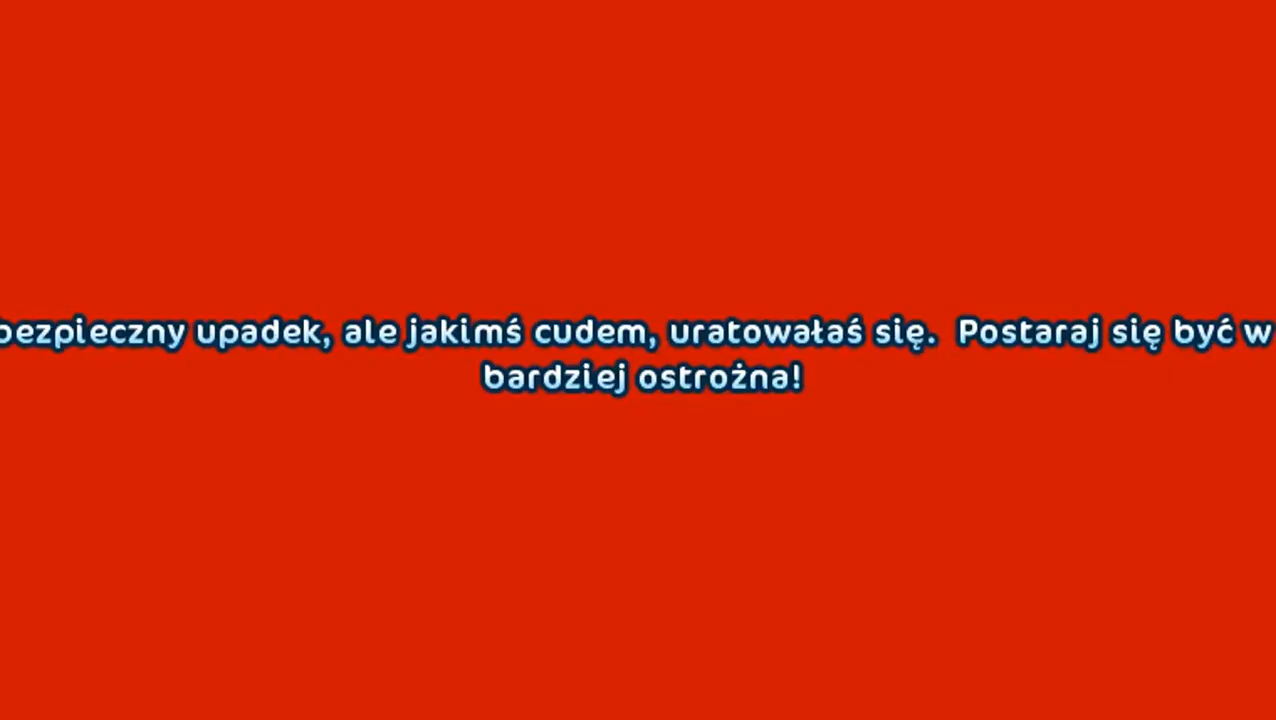 bezpieczny upadek, ale jakimś cudem, uratowałaś się.  Postaraj się być w
bardziej ostrożna!